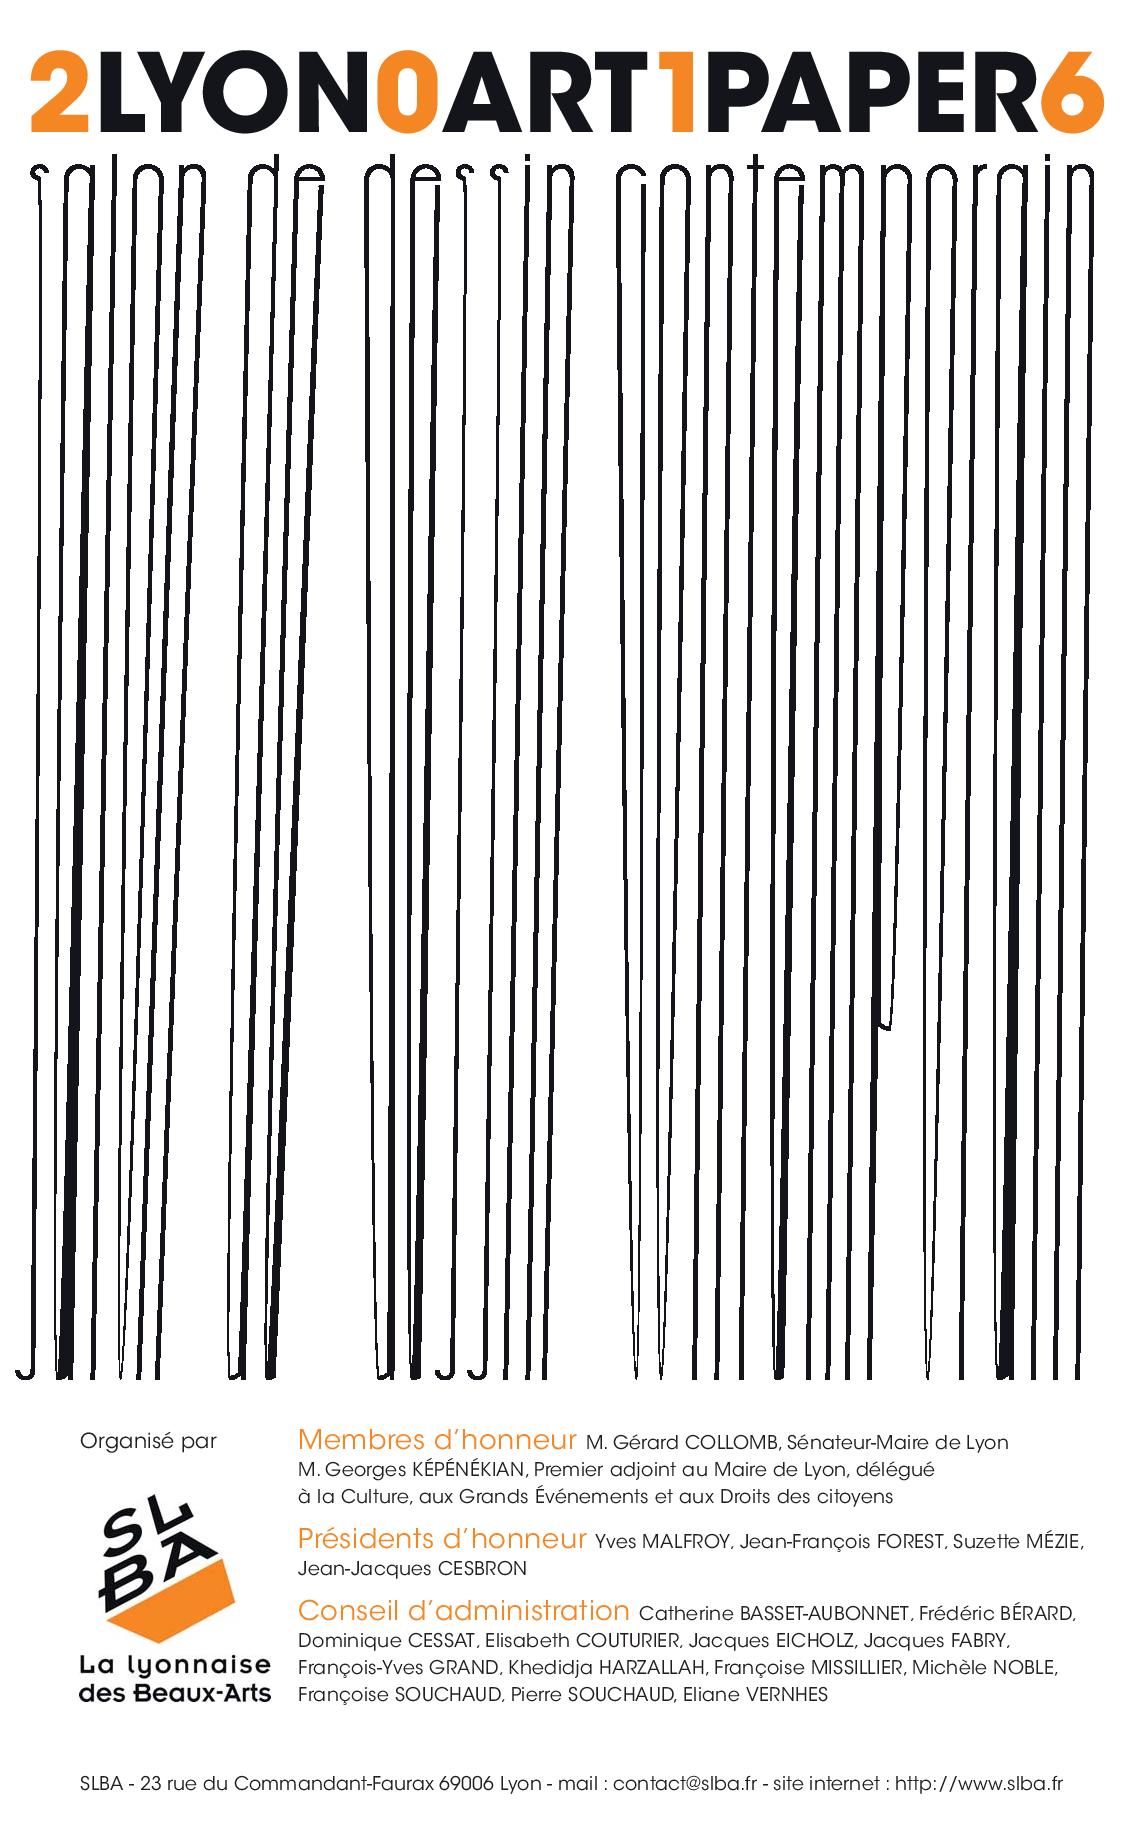 2LYON0ART1PAPER6
salon de dessin contemporain
Organisé par
SLBA
La lyonnaise
des Beaux-Arts
Membres d’honneur M. Gérard COLLOMB, Sénateur-Maire de Lyon
M. Georges KÉPÉNÉKIAN, Premier adjoint au Maire de Lyon, délégué
à la Culture, aux Grands Événements et aux Droits des citoyens
Présidents d’honneur Yves MALFROY, Jean-François FOREST, Suzette MÉZIE,
Jean-Jacques CESBRON
Conseil d’administration Catherine BASSET-AUBONNET, Frédéric BÉRARD,
Dominique CESSAT, Elisabeth COUTURIER, Jacques EICHOLZ, Jacques FABRY,
François-Yves GRAND, Khedidja HARZALLAH, Françoise MISSILLIER, Michèle NOBLE,
Françoise SOUCHAUD, Pierre SOUCHAUD, Eliane VERNHES
SLBA - 23 rue du Commandant-Faurax 69006 Lyon - mail : contact@slba.fr - site internet : http://www.slba.fr